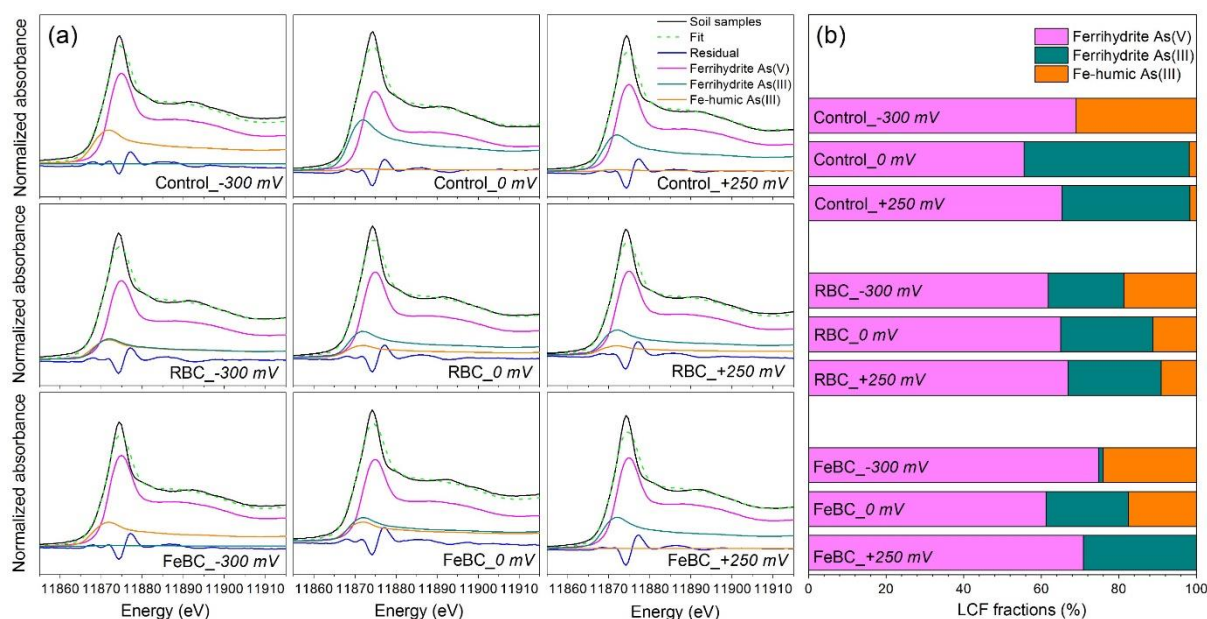 (a)
Soil samples
Fit
Residual
Ferrihydrite As(V)
Ferrihydrite As(III)
Fe-humic As(III)
Normalized absorbance
Control_-300 mV
Control_0 mV
Control_+250 mV
Normalized absorbance
RBC_-300 mV
RBC_0 mV
RBC_+250 mV
Normalized absorbance
FeBC_-300 mV
FeBC_0 mV
FeBC_+250 mV
11860 11870 11880 11890 11900 11910
11860 11870 11880 11890 11900 11910
11860 11870 11880 11890 11900 11910
Energy (eV)
Energy (eV)
Energy (eV)
(b)
Ferrihydrite As(V)
Ferrihydrite As(III)
Fe-humic As(III)
Control_-300 mV
Control_0 mV
Control_+250 mV
RBC_-300 mV
RBC_0 mV
RBC_+250 mV
FeBC_-300 mV
FeBC_0 mV
FeBC_+250 mV
0 20 40 60 80 100
LCF fractions (%)